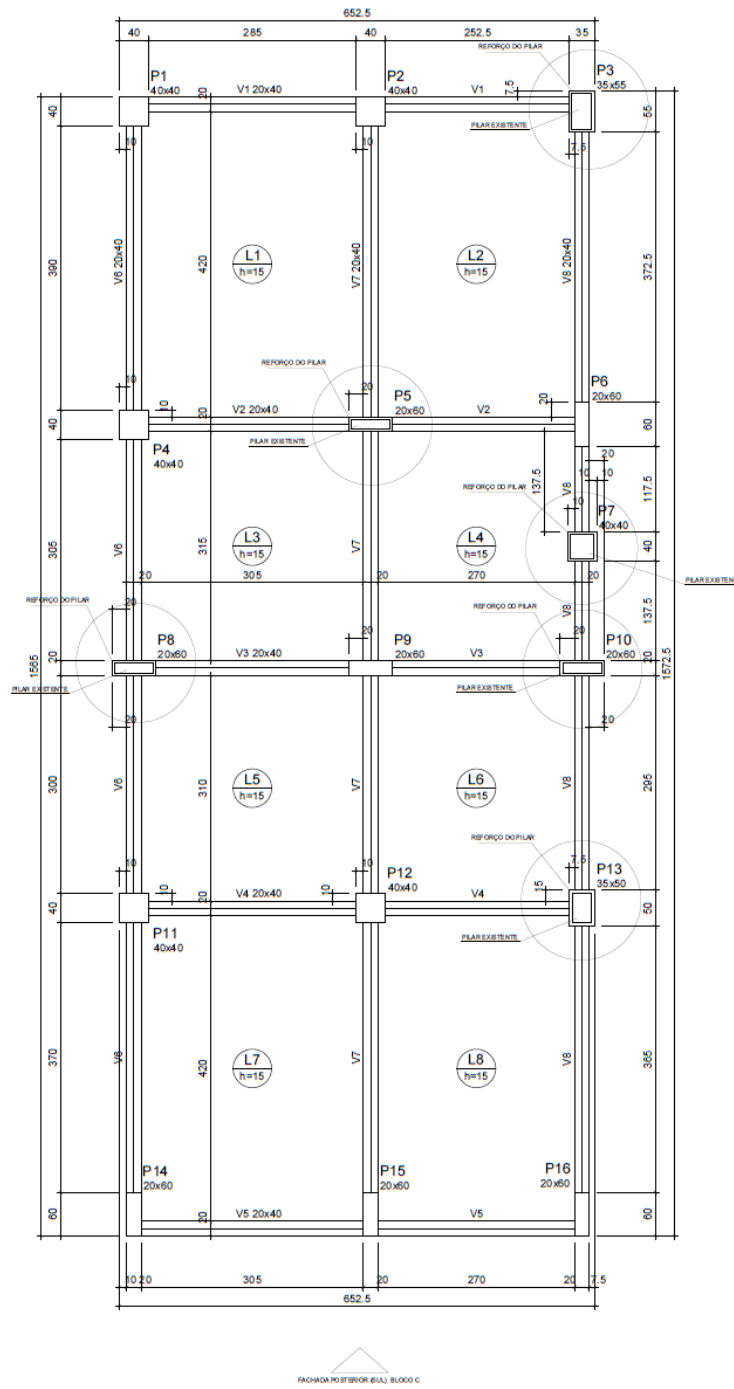 652.5
40 285 40 252.5 35
REFORÇO DO PILAR
P1 P2 P3
40x40 40x40 35x55
20 V1 20x40 V1 7.5
PILAR EXISTENTE
40 55
10 10 7.5
390 V6 20x40 420 L1 V7 20x40 L2 V8 20x40 372.5
h=15 h=15
REFORÇO DO PILAR
10 20 P5 P6
10 20 V2 20x40 20x60 V2 20 20x60
40 60
PILAR EXISTENTE
P4
40x40
20
10 10
137.5 V8 117.5
REFORÇO DO PILAR 10 P7
40x40
305 V6 315 L3 V7 L4 40
h=15 h=15
PILAR EXISTENTE
20 305 20 270 20
REFORÇO DO PILAR 20 REFORÇO DO PILAR V8 137.5
20 20
P8 P9 P10
20x60 20x60 20x60
20 V3 20x40 V3 20
1565 1572.5
PILAR EXISTENTE PILAR EXISTENTE
20 20
300 V6 310 L5 V7 L6 V8 295
h=15 h=15
REFORÇO DO PILAR
10 10 P12 7.5 P13
40x40 35x50
10 20 V4 20x40 10 V4 15
40 50
P11 PILAR EXISTENTE
40x40
370 V6 420 L7 V7 L8 V8 365
h=15 h=15
P14 P15 P16
20x60 20x60 20x60
60 20 V5 20x40 V5 60
10 20 305 20 270 20 7.5
652.5
FACHADA POSTERIOR (SUL) BLOCO C